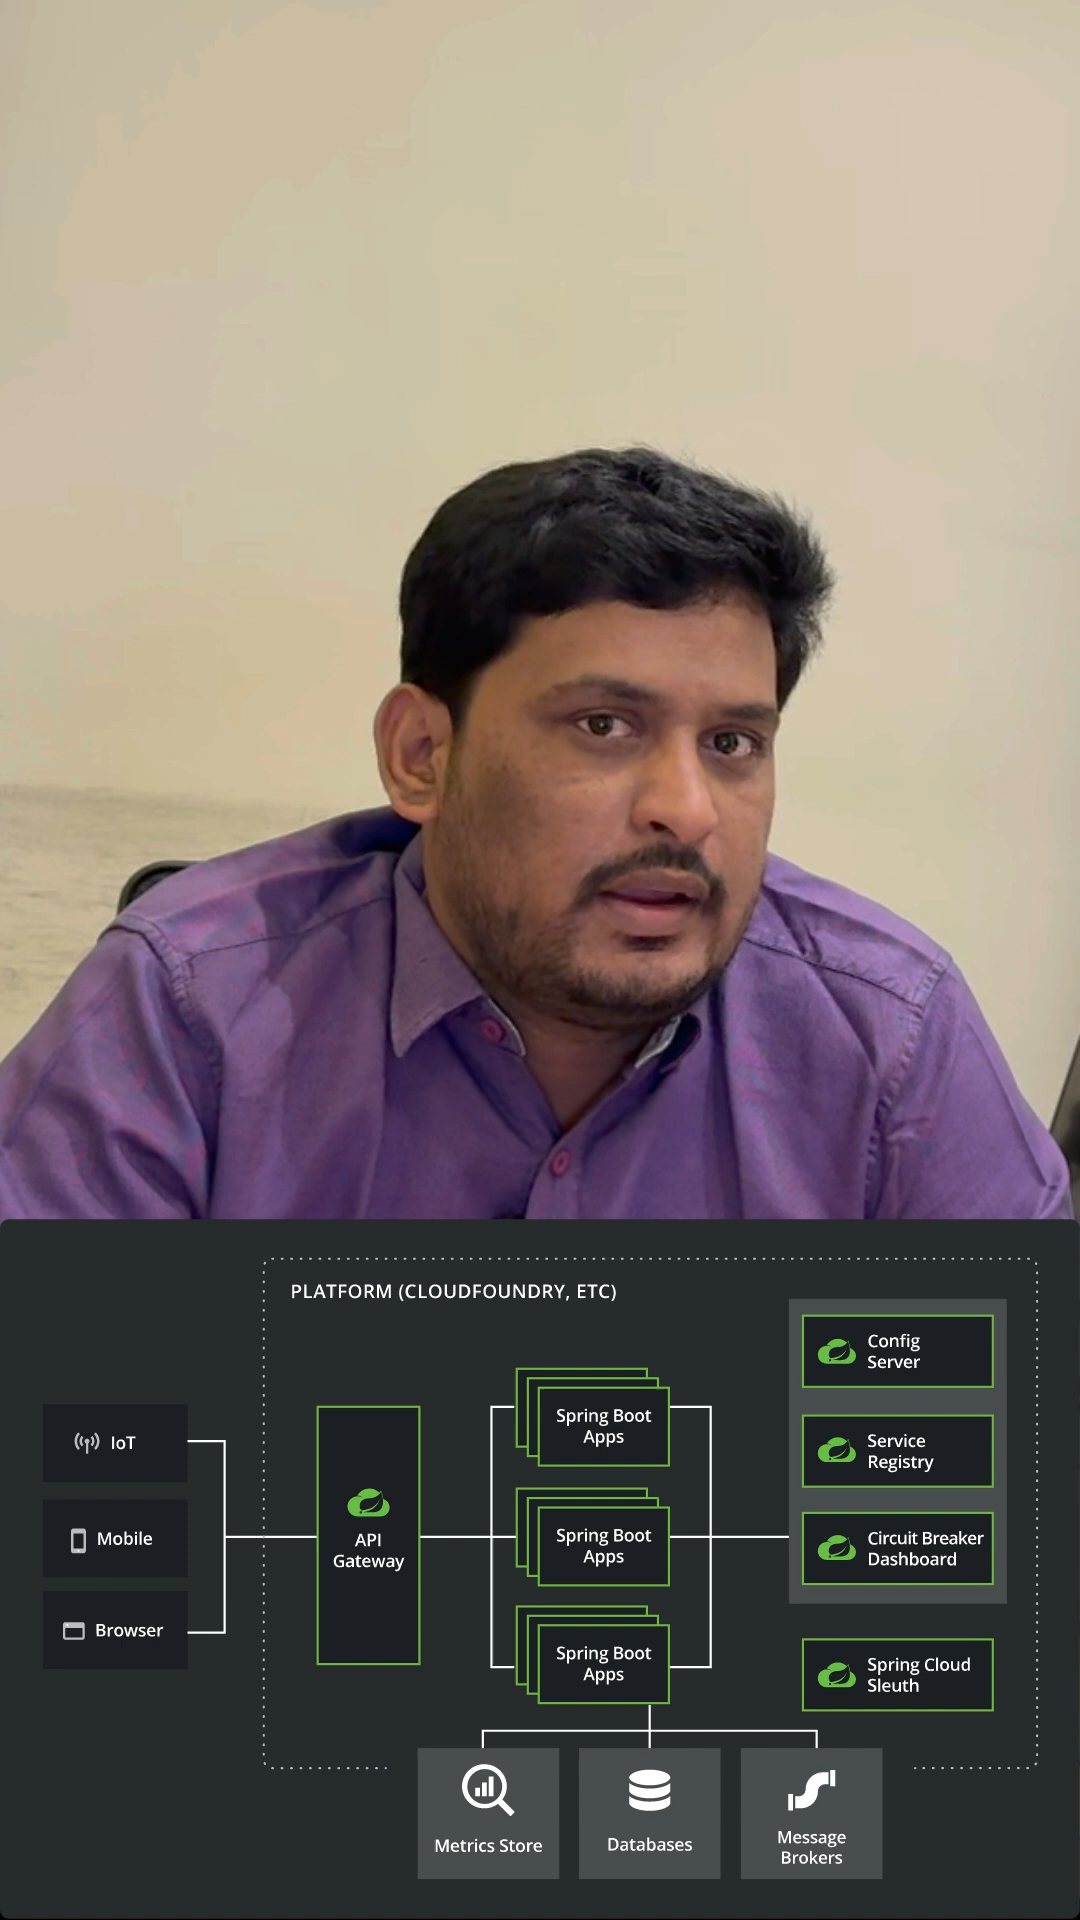 PLATFORM (CLOUDFOUNDRY, ETC)
IoT
Mobile
Browser
API
Gateway
Spring Boot
Apps
Spring Boot
Apps
Spring Boot
Apps
Config
Server
Service
Registry
Circuit Breaker
Dashboard
Spring Cloud
Sleuth
Metrics Store
Databases
Message
Brokers